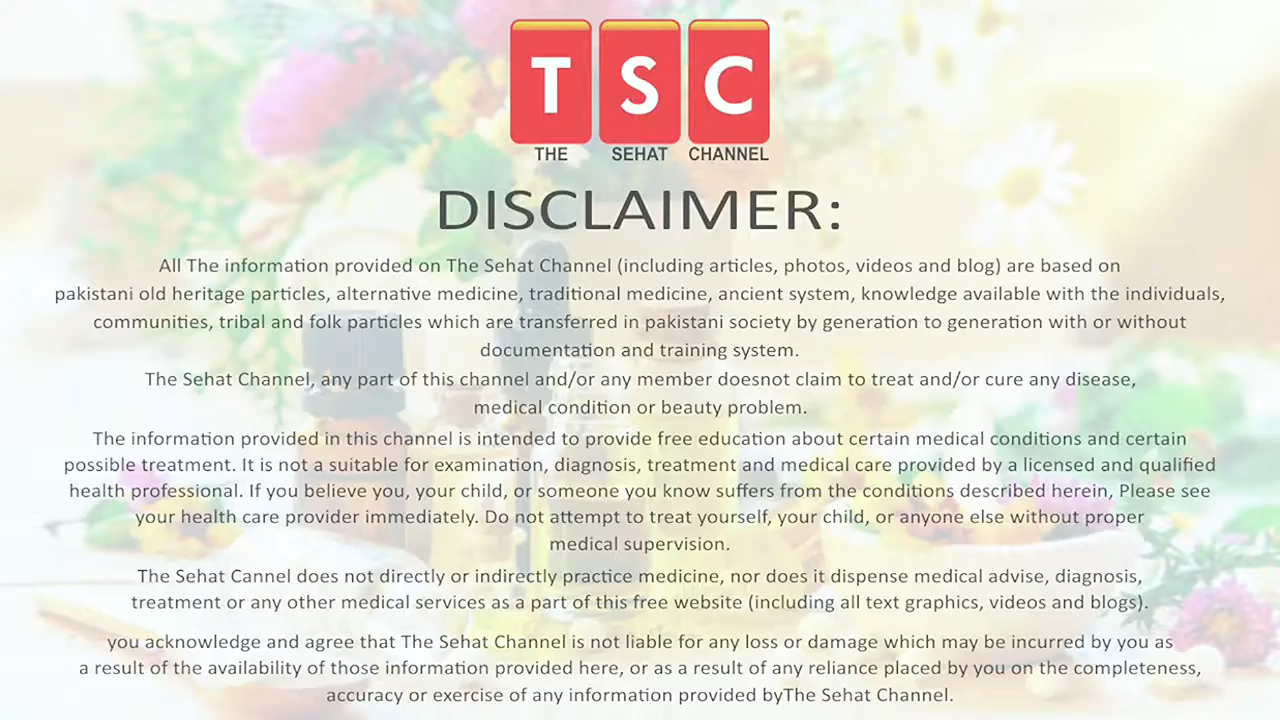 T S C
THE SEHAT CHANNEL
DISCLAIMER:
All The information provided on The Sehat Channel (including articles, photos, videos and blog) are based on
pakistani old heritage particles, alternative medicine, traditional medicine, ancient system, knowledge available with the individuals,
communities, tribal and folk particles which are transferred in pakistani society by generation to generation with or without
documentation and training system.
The Sehat Channel, any part of this channel and/or any member doesnot claim to treat and/or cure any disease,
medical condition or beauty problem.
The information provided in this channel is intended to provide free education about certain medical conditions and certain
possible treatment. It is not a suitable for examination, diagnosis, treatment and medical care provided by a licensed and qualified
health professional. If you believe you, your child, or someone you know suffers from the conditions described herein, Please see
your health care provider immediately. Do not attempt to treat yourself, your child, or anyone else without proper
medical supervision.
The Sehat Cannel does not directly or indirectly practice medicine, nor does it dispense medical advise, diagnosis,
treatment or any other medical services as a part of this free website (including all text graphics, videos and blogs).
you acknowledge and agree that The Sehat Channel is not liable for any loss or damage which may be incurred by you as
a result of the availability of those information provided here, or as a result of any reliance placed by you on the completeness,
accuracy or exercise of any information provided byThe Sehat Channel.